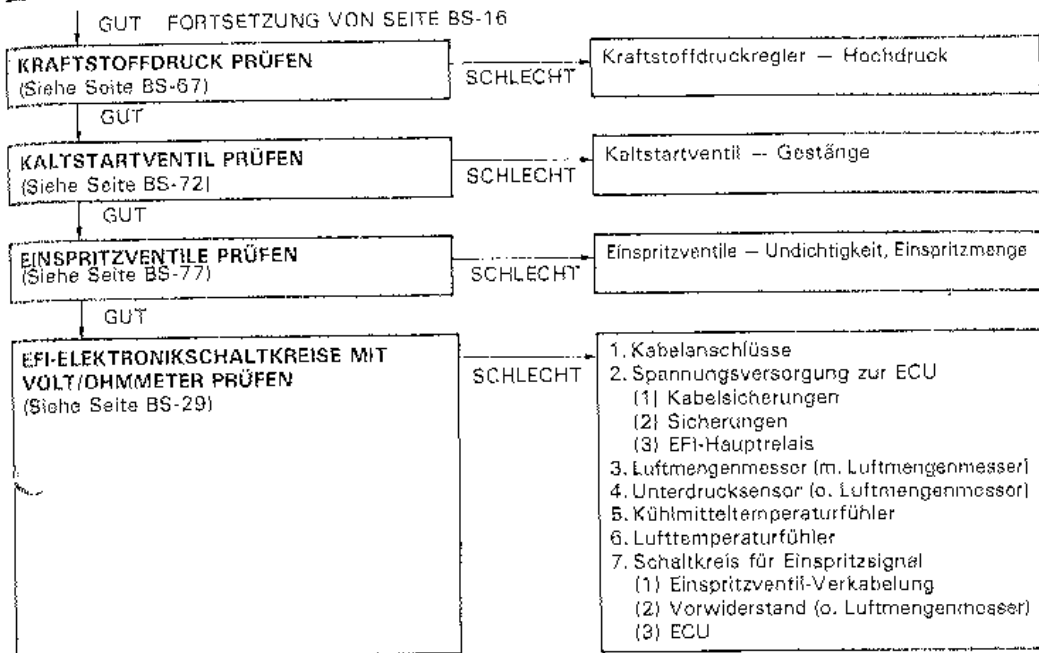 GUT FORTSETZUNG VON SEITE BS-16
KRAFTSTOFFDRUCK PRÜFEN
(Siehe Seite BS-67)
SCHLECHT
Kraftstoffdruckregler — Hochdruck
GUT
KALTSTARTVENTIL PRÜFEN
(Siehe Seite BS-72)
SCHLECHT
Kaltstartventil — Gestänge
GUT
EINSPRITZVENTILE PRÜFEN
(Siehe Seite BS-77)
SCHLECHT
Einspritzventile — Undichtigkeit, Einspritzmenge
GUT
EFI-ELEKTRONIKSCHALTKREISE MIT
VOLT/OHMMETER PRÜFEN
(Siehe Seite BS-29)
SCHLECHT
1. Kabelanschlüsse
2. Spannungsversorgung zur ECU
(1) Kabelsicherungen
(2) Sicherungen
(3) EFI-Hauptrelais
3. Luftmengenmesser (m. Luftmengenmesser)
4. Unterdrucksensor (o. Luftmengenmesser)
5. Kühlmitteltemperaturfühler
6. Lufttemperaturfühler
7. Schaltkreis für Einspritzsignal
(1) Einspritzventil-Verkabelung
(2) Vorwiderstand (o. Luftmengenmesser)
(3) ECU